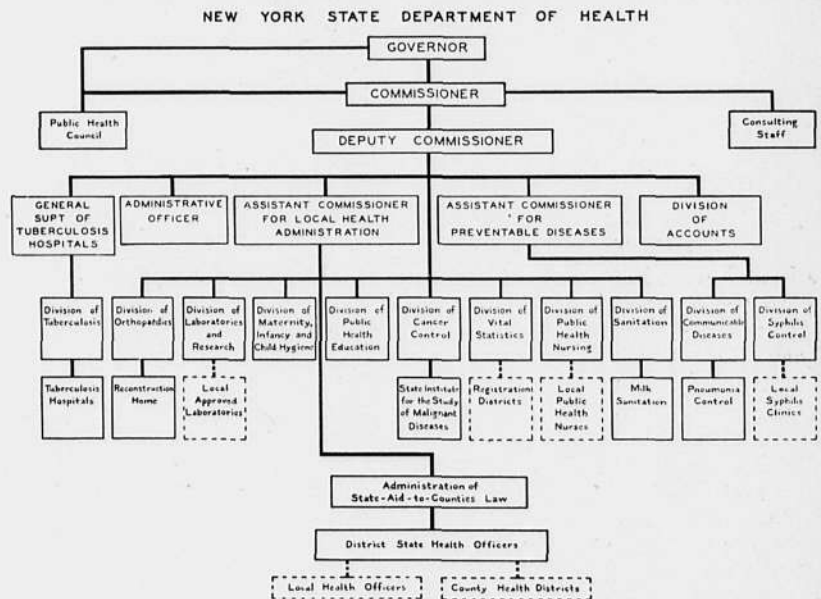 NEW YORK STATE DEPARTMENT OF HEALTH
GOVERNOR
COMMISSIONER
Public Health
Council
Consulting
Staff
DEPUTY COMMISSIONER
GENERAL
SUPT OF
TUBERCULOSIS
HOSPITALS
ADMINISTRATIVE
OFFICER
ASSISTANT COMMISSIONER
FOR LOCAL HEALTH
ADMINISTRATION
ASSISTANT COMMISSIONER
FOR
PREVENTABLE DISEASES
DIVISION
OF
ACCOUNTS
Division of
Tuberculosis
Division of
Orthopaedics
Division of
Laboratories
and
Research
Division of
Maternity,
Infancy and
Child Hygiene
Division of
Public
Health
Education
Division of
Cancer
Control
Division of
Vital
Statistics
Division of
Public
Health
Nursing
Division of
Sanitation
Division of
Communicable
Diseases
Division of
Syphilis
Control
Tuberculosis
Hospitals
Reconstruction
Home
Local
Approved
Laboratories
State Institute
for the Study
of Malignant
Diseases
Registration
Districts
Local
Public
Health
Nurses
Milk
Sanitation
Pneumonia
Control
Local
Syphilis
Clinics
Administration of
State-Aid-to-Counties Law
District State Health Officers
Local Health Officers
County Health Districts